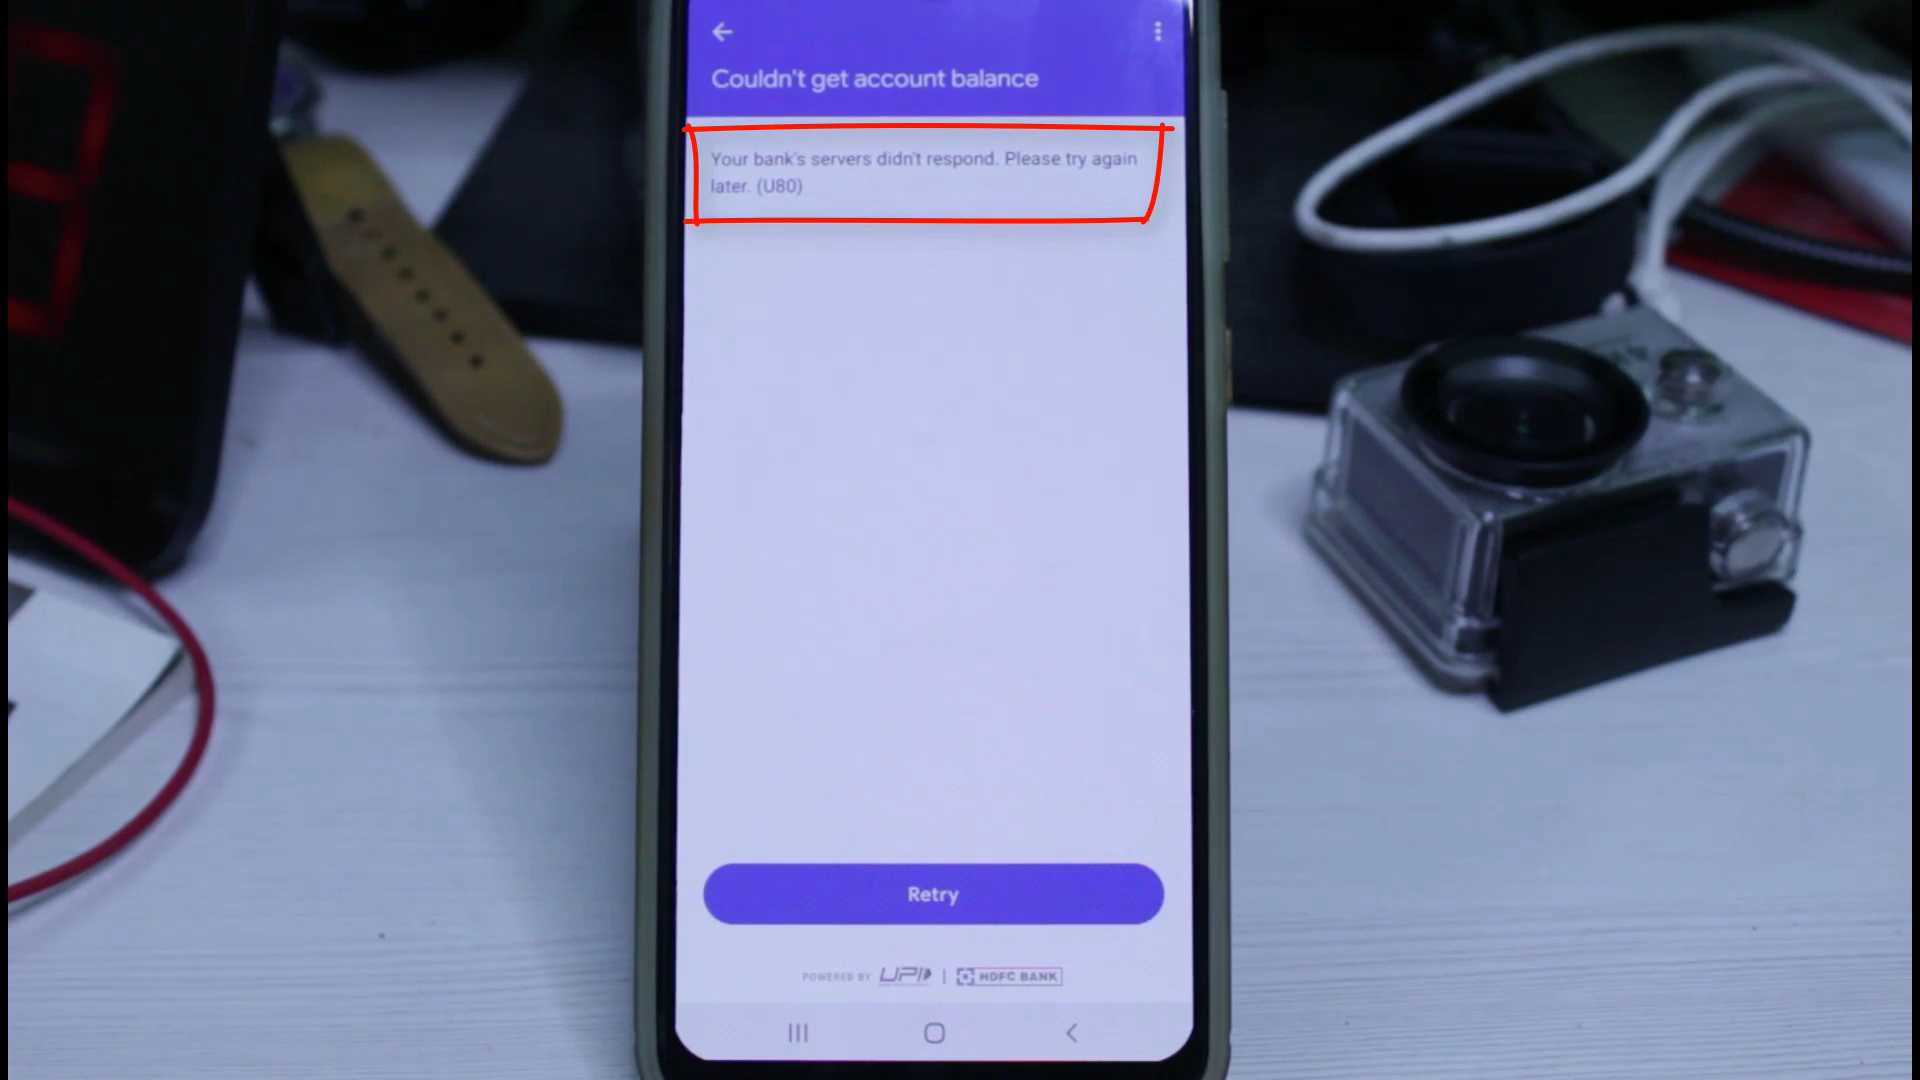 Couldn't get account balance
Your bank's servers didn't respond. Please try again
later. (U80)
Retry
POWERED BY UPI | HDFC BANK